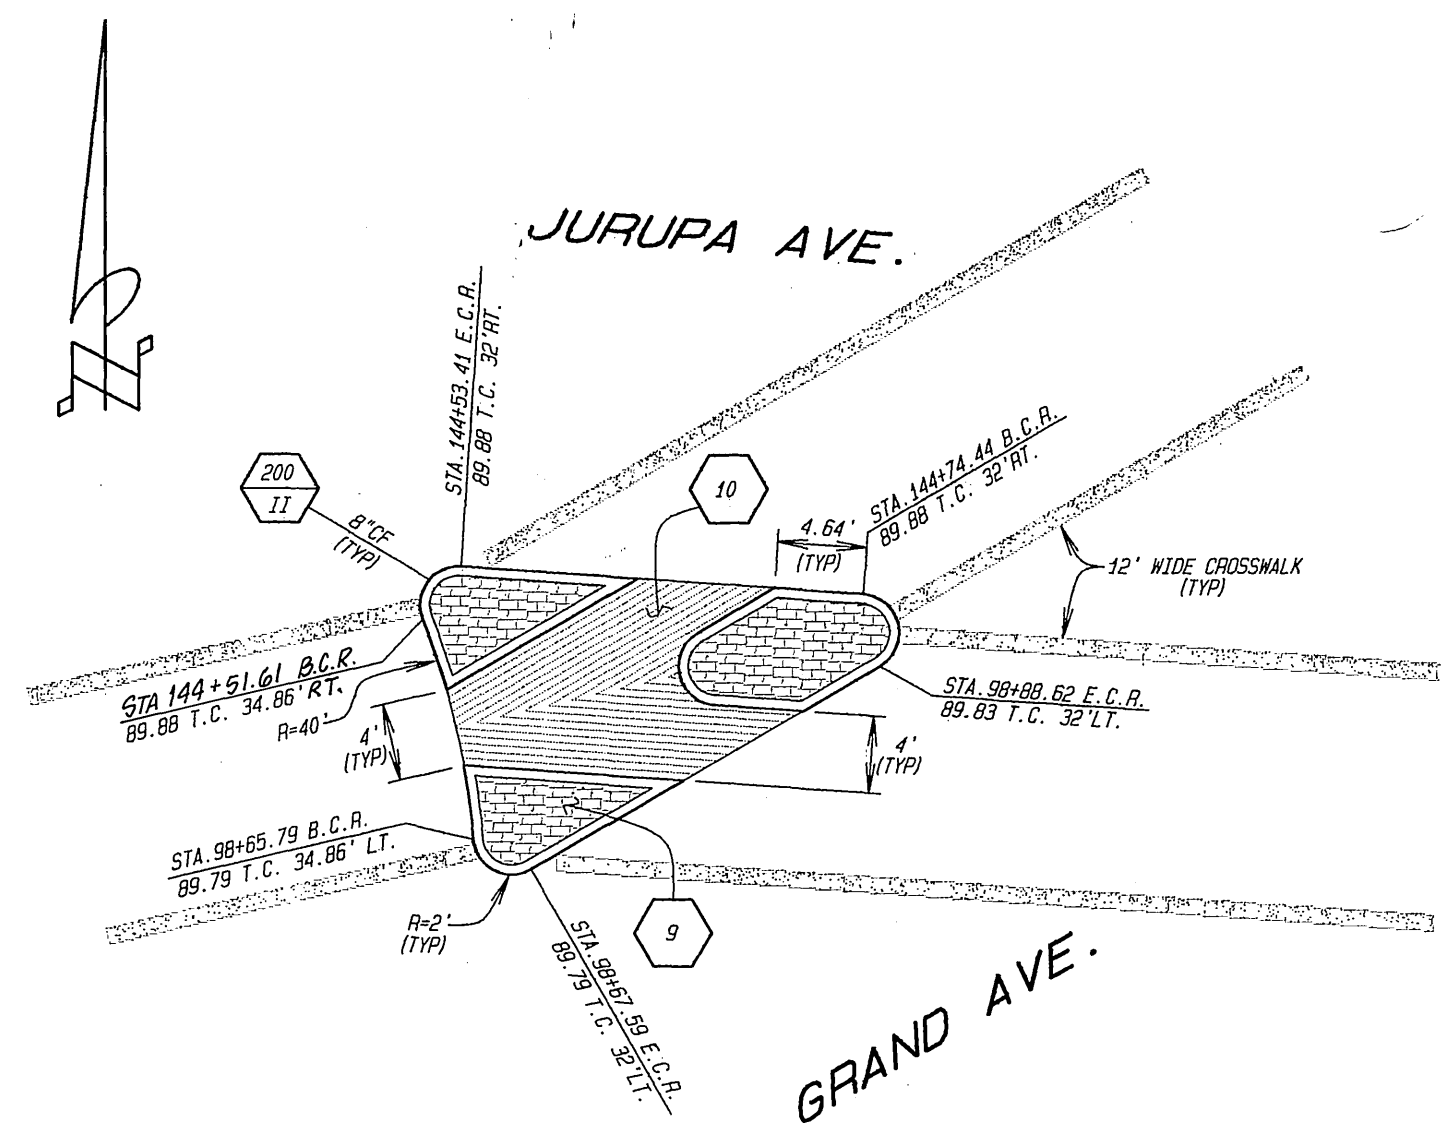 JURUPA AVE.
STA. 144+53.41 E.C.R.
89.88 T.C. 32'RT.
200
II
8"CF
(TYP)
10
4.64'
(TYP)
STA. 144+74.44 B.C.R.
89.88 T.C. 32'RT.
12' WIDE CROSSWALK
(TYP)
STA 144+51.61 B.C.R.
89.88 T.C. 34.86'RT.
R=40'
4'
(TYP)
STA. 98+88.62 E.C.R.
89.83 T.C. 32'LT.
4'
(TYP)
STA. 98+65.79 B.C.R.
89.79 T.C. 34.86' LT.
R=2'
(TYP)
9
STA. 98+67.59 E.C.R.
89.79 T.C. 32'LT.
GRAND AVE.
N